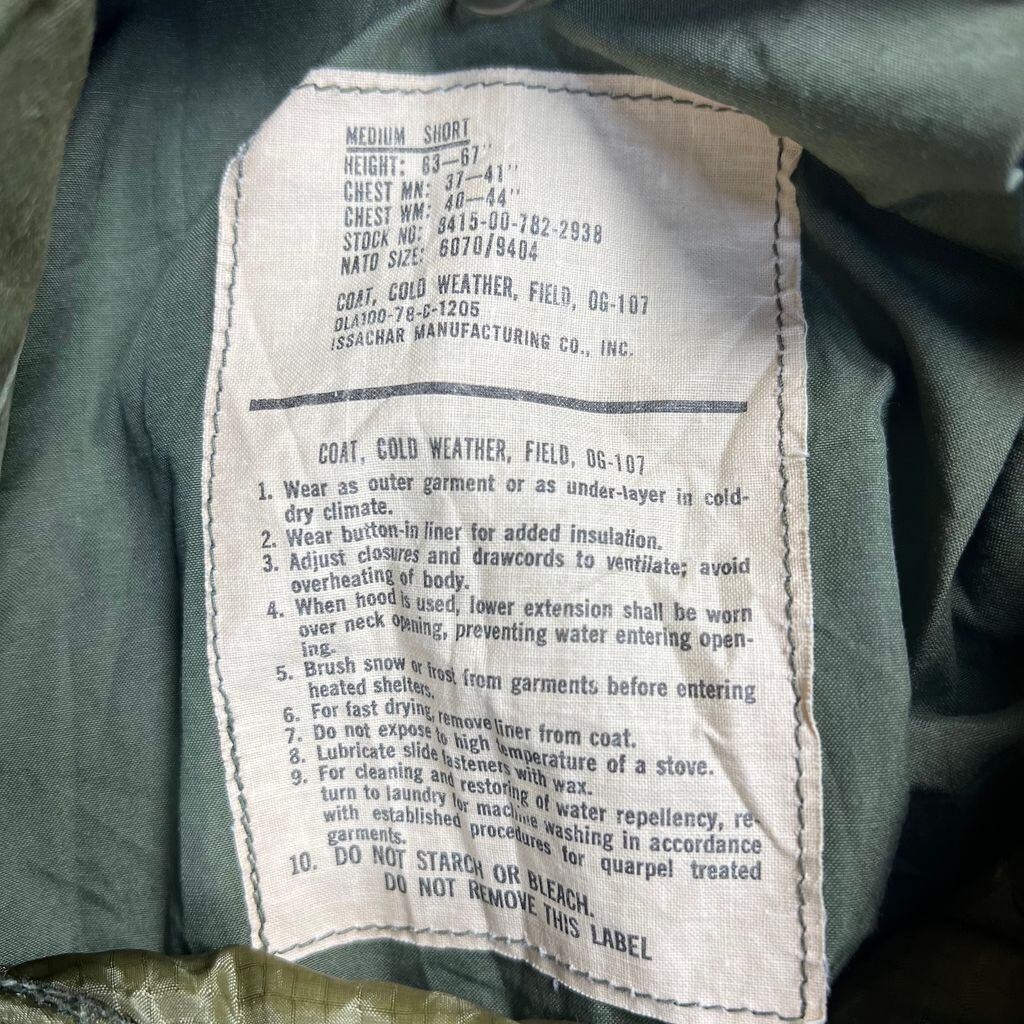 MEDIUM SHORT
HEIGHT: 63—67"
CHEST MN: 37—41"
CHEST WM: 40—44"
STOCK NO: 8415-00-782-2938
NATO SIZE: 6070/9404
COAT, COLD WEATHER, FIELD, OG-107
DLA100-78-C-1205
ISSACHAR MANUFACTURING CO., INC.
COAT, COLD WEATHER, FIELD, OG-107
1. Wear as outer garment or as under-layer in cold-
dry climate.
2. Wear button-in liner for added insulation.
3. Adjust closures and drawcords to ventilate; avoid
overheating of body.
4. When hood is used, lower extension shall be worn
over neck opening, preventing water entering open-
ing.
5. Brush snow or frost from garments before entering
heated shelters.
6. For fast drying, remove liner from coat.
7. Do not expose to high temperature of a stove.
8. Lubricate slide fasteners with wax.
9. For cleaning and restoring of water repellency, re-
turn to laundry for machine washing in accordance
with established procedures for quarpel treated
garments.
10. DO NOT STARCH OR BLEACH.
DO NOT REMOVE THIS LABEL